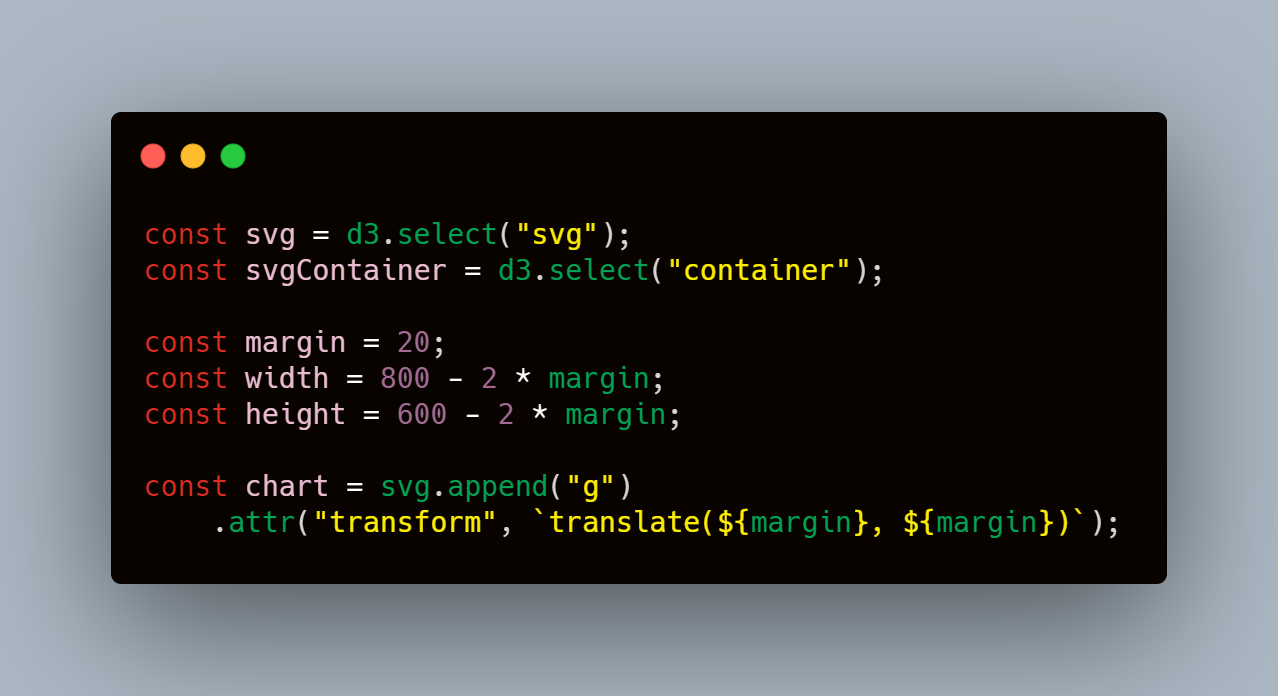 const svg = d3.select("svg");
const svgContainer = d3.select("container");
const margin = 20;
const width = 800 - 2 * margin;
const height = 600 - 2 * margin;
const chart = svg.append("g")
    .attr("transform", `translate(${margin}, ${margin})`);